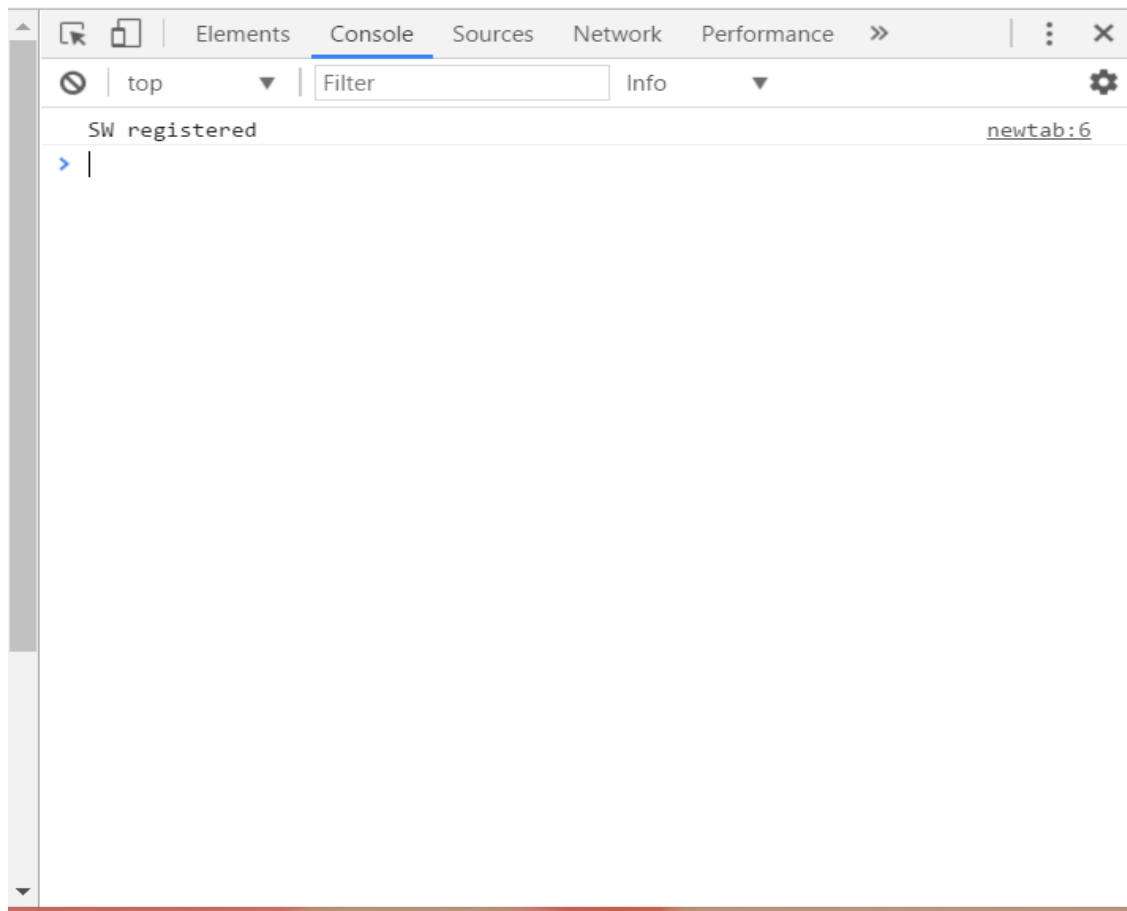 Elements Console Sources Network Performance »
top Filter Info
SW registered newtab:6
>